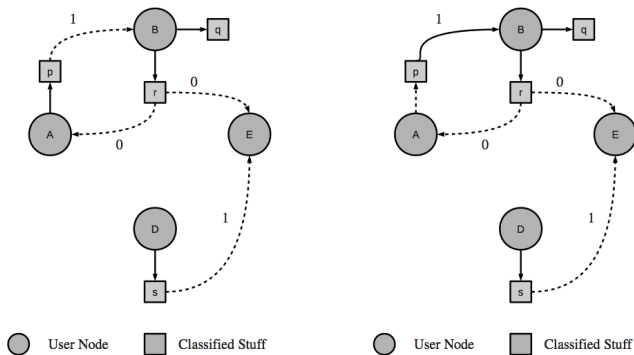 1
B
q
p
r
0
A
E
0
D
1
s
User Node
Classified Stuff
1
B
q
p
r
0
A
E
0
D
1
s
User Node
Classified Stuff